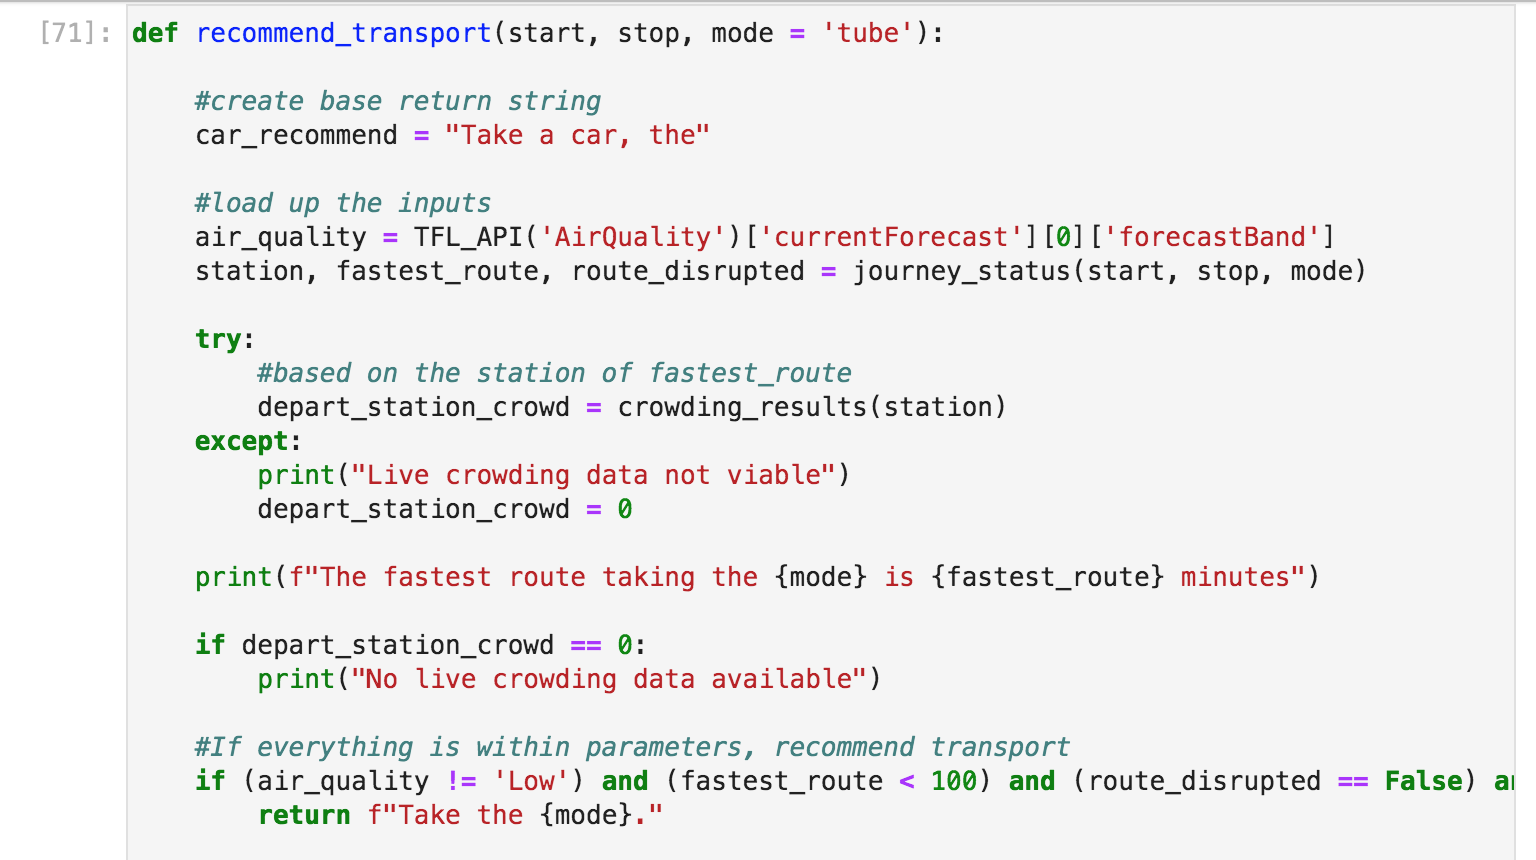 [71]: def recommend_transport(start, stop, mode = 'tube'):
#create base return string
car_recommend = "Take a car, the"
#load up the inputs
air_quality = TFL_API('AirQuality')['currentForecast'][0]['forecastBand']
station, fastest_route, route_disrupted = journey_status(start, stop, mode)
try:
#based on the station of fastest_route
depart_station_crowd = crowding_results(station)
except:
print("Live crowding data not viable")
depart_station_crowd = 0
print(f"The fastest route taking the {mode} is {fastest_route} minutes")
if depart_station_crowd == 0:
print("No live crowding data available")
#If everything is within parameters, recommend transport
if (air_quality != 'Low') and (fastest_route < 100) and (route_disrupted == False)
return f"Take the {mode}."